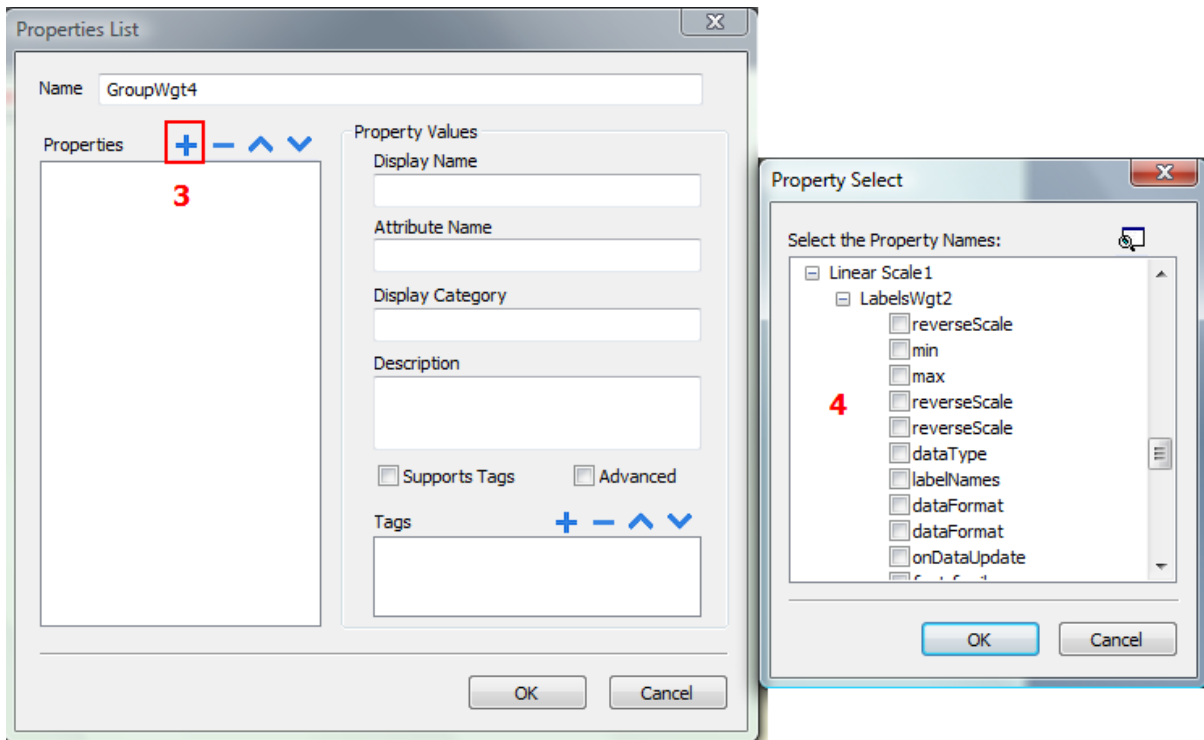 Properties List
Name GroupWgt4
Properties
3
Property Values
Display Name
Attribute Name
Display Category
Description
Supports Tags Advanced
Tags
OK Cancel
Property Select
Select the Property Names:
Linear Scale1
LabelsWgt2
reverseScale
min
max
4
reverseScale
reverseScale
dataType
labelNames
dataFormat
dataFormat
onDataUpdate
OK Cancel